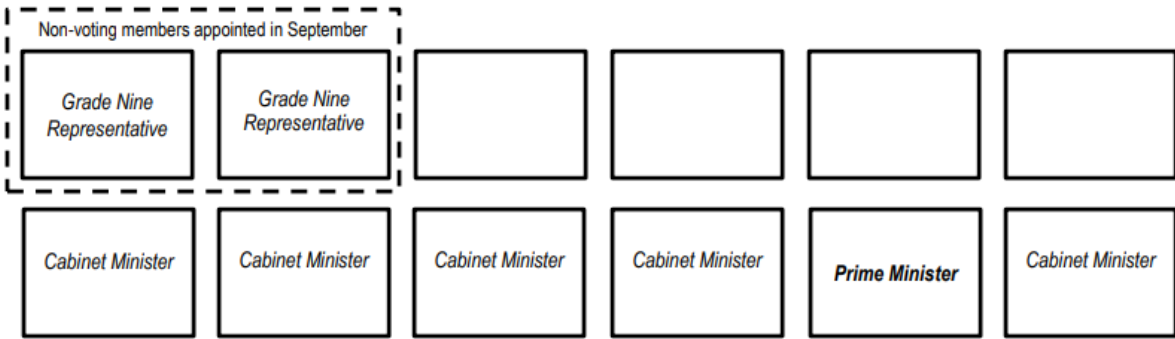 Non-voting members appointed in September
Grade Nine
Representative
Grade Nine
Representative
Cabinet Minister
Cabinet Minister
Cabinet Minister
Cabinet Minister
Prime Minister
Cabinet Minister